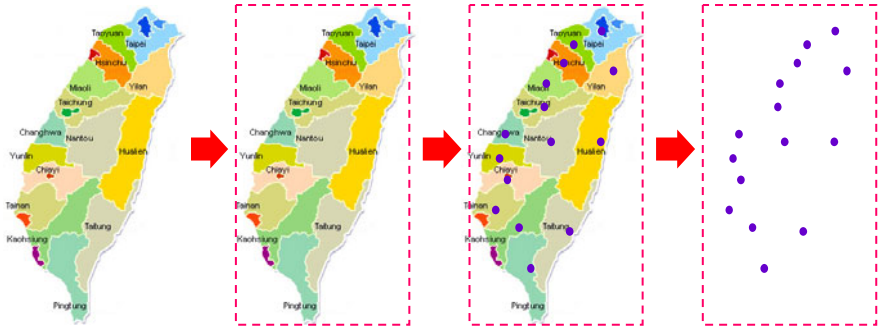 Taoyuan
Taipei
Hsinchu
Miaoli
Yilan
Taichung
Changhwa
Nantou
Hualien
Yunlin
Chiayi
Tainan
Taitung
Kaohsiung
Pingtung
Taoyuan
Taipei
Hsinchu
Miaoli
Yilan
Taichung
Changhwa
Nantou
Hualien
Yunlin
Chiayi
Tainan
Taitung
Kaohsiung
Pingtung
Taoyuan
Taipei
Hsinchu
Miaoli
Yilan
Taichung
Changhwa
Nantou
Hualien
Yunlin
Chiayi
Tainan
Taitung
Kaohsiung
Pingtung